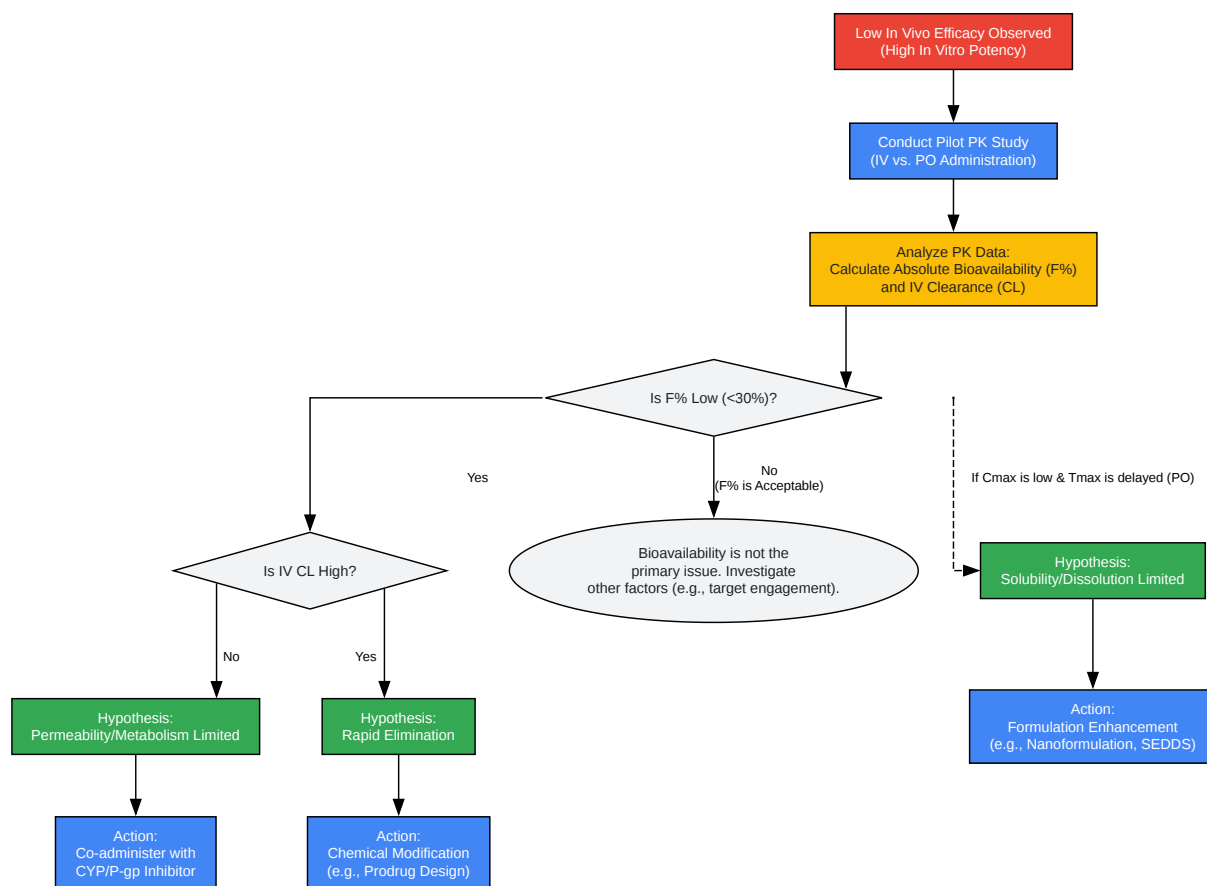 Low In Vivo Efficacy Observed
(High In Vitro Potency)
Conduct Pilot PK Study
(IV vs. PO Administration)
Analyze PK Data:
Calculate Absolute Bioavailability (F%)
and IV Clearance (CL)
Is F% Low (<30%)?
Yes
No
(F% is Acceptable)
If Cmax is low & Tmax is delayed (PO)
Is IV CL High?
Bioavailability is not the
primary issue. Investigate
other factors (e.g., target engagement).
Hypothesis:
Solubility/Dissolution Limited
No
Yes
Hypothesis:
Permeability/Metabolism Limited
Hypothesis:
Rapid Elimination
Action:
Formulation Enhancement
(e.g., Nanoformulation, SEDDS)
Action:
Co-administer with
CYP/P-gp Inhibitor
Action:
Chemical Modification
(e.g., Prodrug Design)